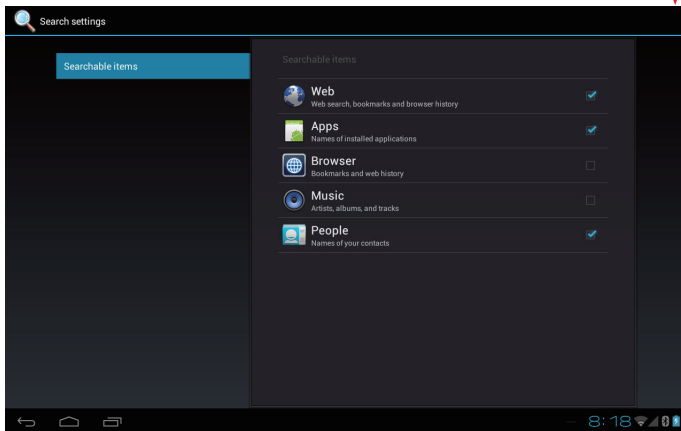 Search settings
Searchable items
Searchable items
Web
Web search, bookmarks and browser history
Apps
Names of installed applications
Browser
Bookmarks and web history
Music
Artists, albums, and tracks
People
Names of your contacts
8:18